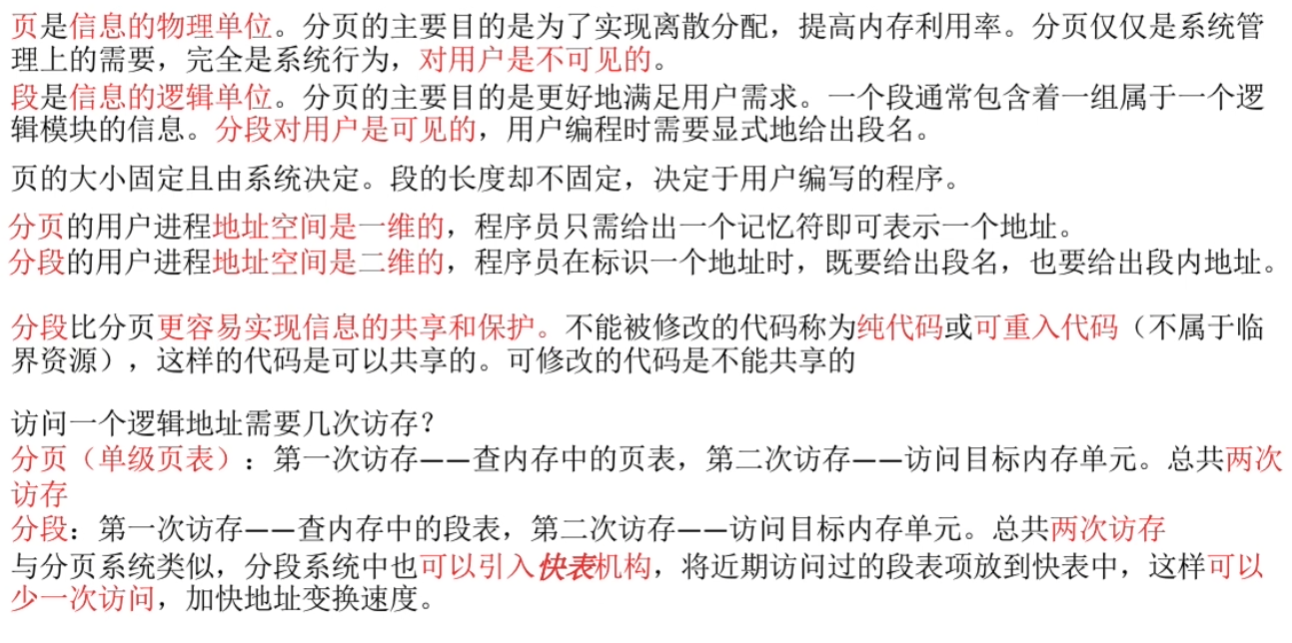 页是信息的物理单位。分页的主要目的是为了实现离散分配，提高内存利用率。分页仅仅是系统管
理上的需要，完全是系统行为，对用户是不可见的。
段是信息的逻辑单位。分页的主要目的是更好地满足用户需求。一个段通常包含着一组属于一个逻
辑模块的信息。分段对用户是可见的，用户编程时需要显式地给出段名。
页的大小固定且由系统决定。段的长度却不固定，决定于用户编写的程序。
分页的用户进程地址空间是一维的，程序员只需给出一个记忆符即可表示一个地址。
分段的用户进程地址空间是二维的，程序员在标识一个地址时，既要给出段名，也要给出段内地址。
分段比分页更容易实现信息的共享和保护。不能被修改的代码称为纯代码或可重入代码（不属于临
界资源），这样的代码是可以共享的。可修改的代码是不能共享的
访问一个逻辑地址需要几次访存？
分页（单级页表）：第一次访存——查内存中的页表，第二次访存——访问目标内存单元。总共两次
访存
分段：第一次访存——查内存中的段表，第二次访存——访问目标内存单元。总共两次访存
与分页系统类似，分段系统中也可以引入快表机构，将近期访问过的段表项放到快表中，这样可以
少一次访问，加快地址变换速度。